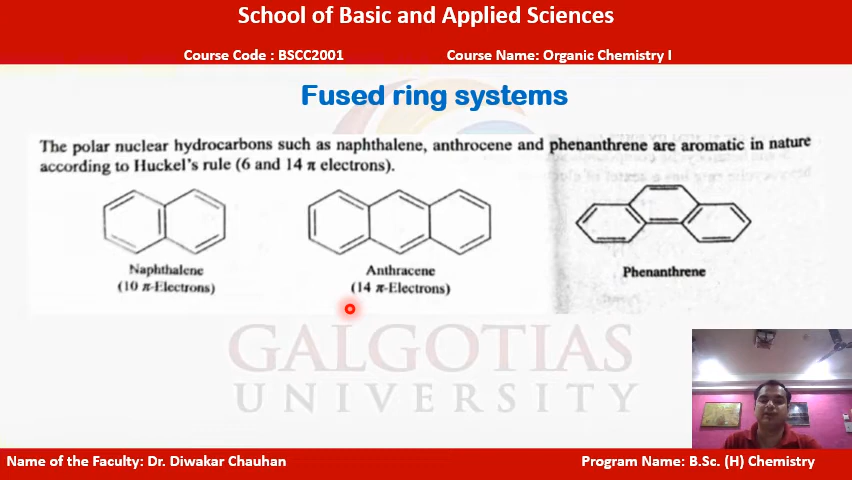 School of Basic and Applied Sciences
Course Code : BSCC2001 Course Name: Organic Chemistry I
Fused ring systems
The polar nuclear hydrocarbons such as naphthalene, anthrocene and phenanthrene are aromatic in nature
according to Huckel's rule (6 and 14 π electrons).
Naphthalene
(10 π-Electrons)
Anthracene
(14 π-Electrons)
Phenanthrene
GALGOTIAS
UNIVERSITY
Name of the Faculty: Dr. Diwakar Chauhan Program Name: B.Sc. (H) Chemistry